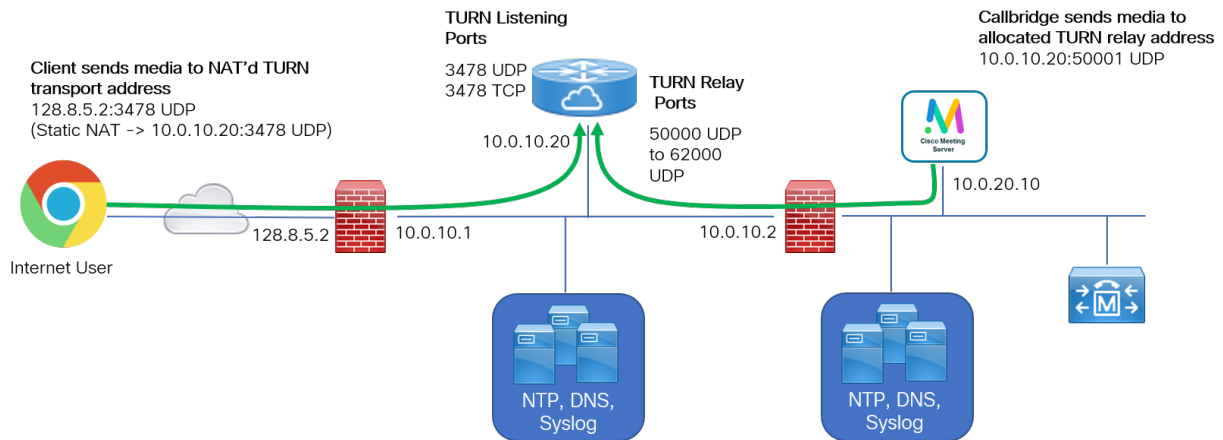 TURN Listening
Ports
3478 UDP
3478 TCP
Callbridge sends media to
allocated TURN relay address
10.0.10.20:50001 UDP
Client sends media to NAT'd TURN
transport address
128.8.5.2:3478 UDP
(Static NAT -> 10.0.10.20:3478 UDP)
TURN Relay
Ports
50000 UDP
to 62000
UDP
10.0.10.20
Cisco Meeting
Server
10.0.20.10
128.8.5.2
10.0.10.1
10.0.10.2
Internet User
M
NTP, DNS,
Syslog
NTP, DNS,
Syslog